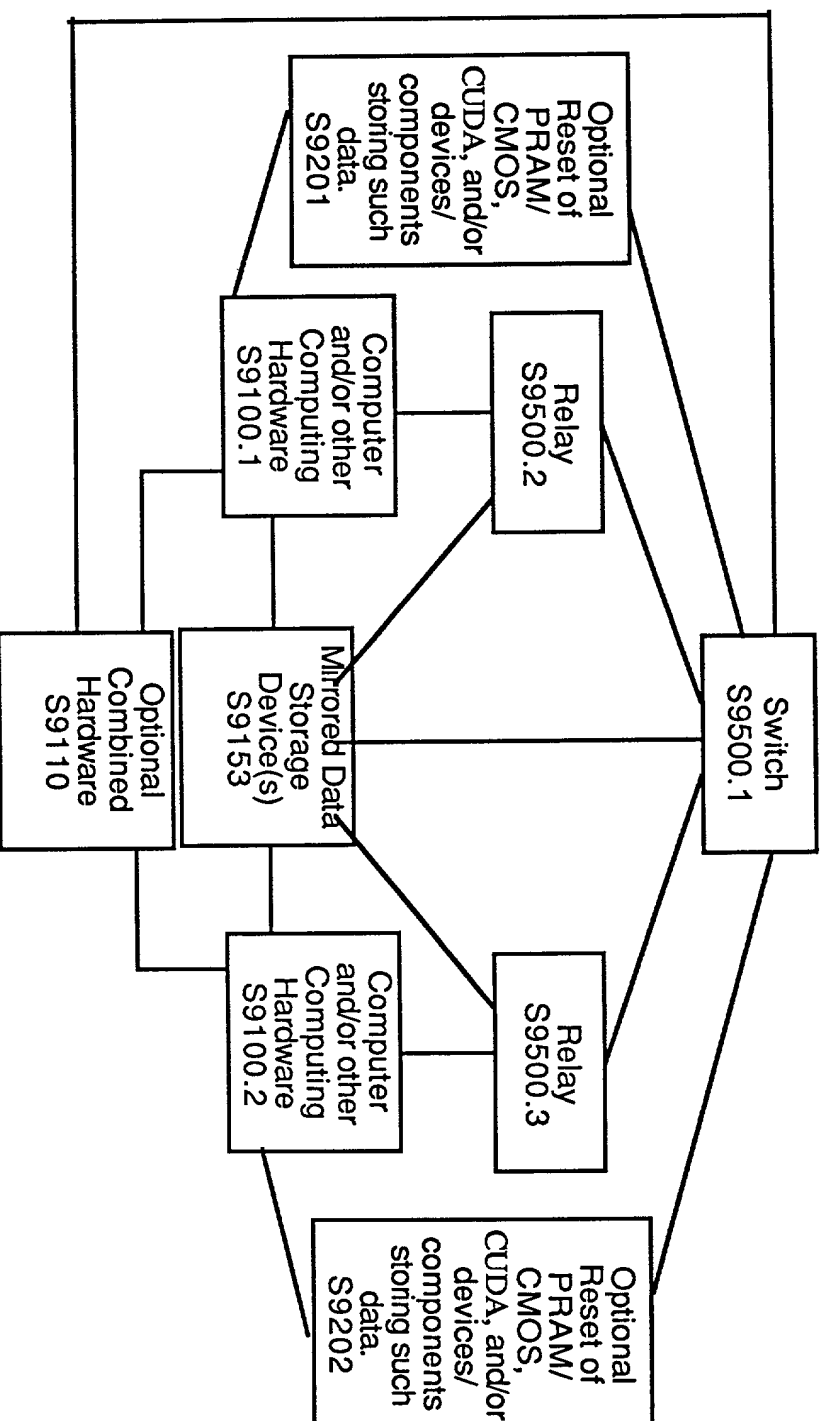 Switch
S9500.1
Optional
Reset of
PRAM/
CMOS,
CUDA, and/or
devices/
components
storing such
data.
S9201
Relay
S9500.2
Relay
S9500.3
Optional
Reset of
PRAM/
CMOS,
CUDA, and/or
devices/
components
storing such
data.
S9202
Computer
and/or other
Computing
Hardware
S9100.1
Mirrored Data
Storage
Device(s)
S9153
Computer
and/or other
Computing
Hardware
S9100.2
Optional
Combined
Hardware
S9110